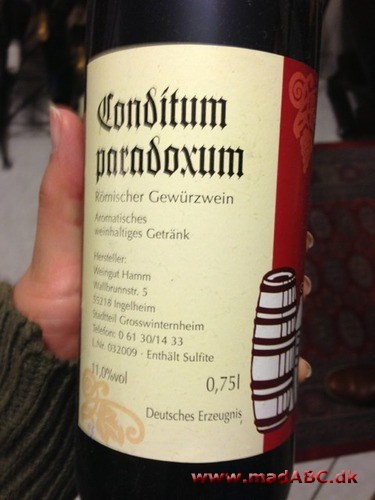 Conditum
paradoxum
Römischer Gewürzwein
Aromatisches
weinhaltiges Getränk
Hersteller:
Weingut Hamm
Wallbrunnstr. 5
55218 Ingelheim
Stadtteil Grosswinternheim
Telefon: 0 61 30/14 33
L.Nr. 032009 · Enthält Sulfite
11,0%vol
0,75l
Deutsches Erzeugnis
www.madABC.dk